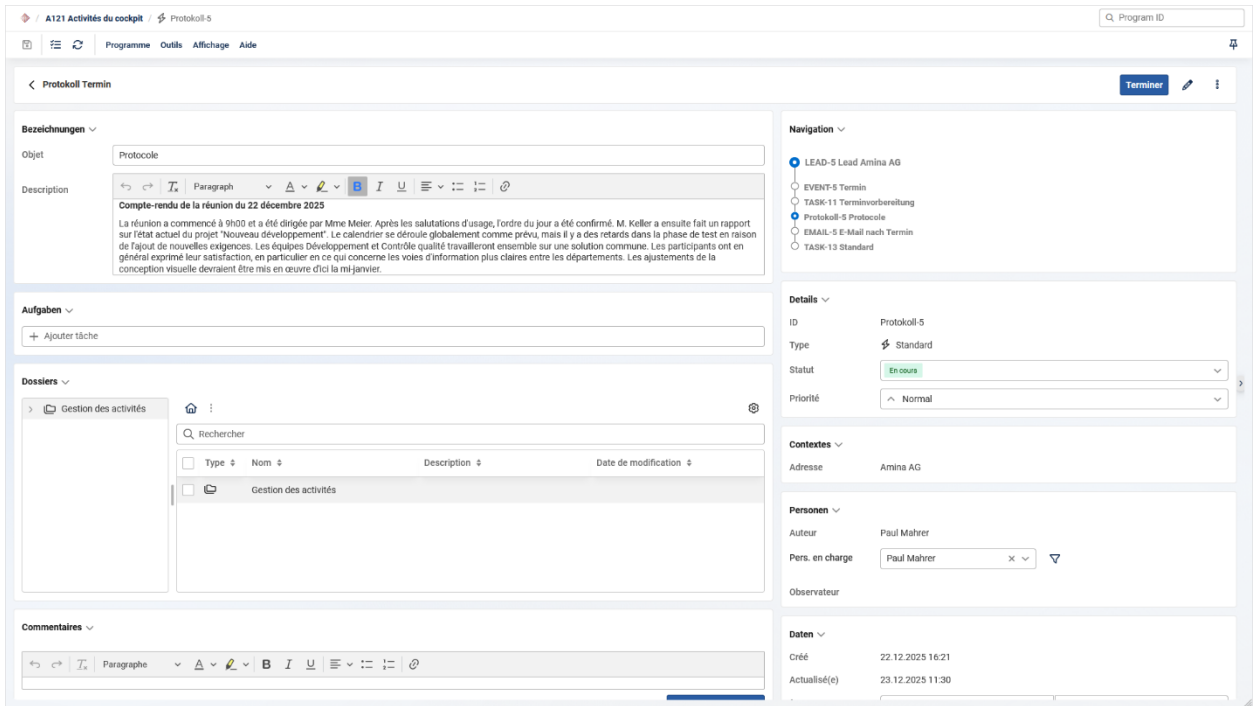 / A121 Activités du cockpit / Protokoll-5
Program ID
Programme Outils Affichage Aide
Protokoll Termin
Terminer
Bezeichnungen
Objet
Protocole
Description
Paragraph
A
B I U
Compte-rendu de la réunion du 22 décembre 2025
La réunion a commencé à 9h00 et a été dirigée par Mme Meier. Après les salutations d'usage, l'ordre du jour a été confirmé. M. Keller a ensuite fait un rapport
sur l'état actuel du projet "Nouveau développement". Le calendrier se déroule globalement comme prévu, mais il y a des retards dans la phase de test en raison
de l'ajout de nouvelles exigences. Les équipes Développement et Contrôle qualité travailleront ensemble sur une solution commune. Les participants ont en
général exprimé leur satisfaction, en particulier en ce qui concerne les voies d'information plus claires entre les départements. Les ajustements de la
conception visuelle devraient être mis en œuvre d'ici la mi-janvier.
Aufgaben
+ Ajouter tâche
Dossiers
Gestion des activités
Rechercher
Type Nom Description Date de modification
Gestion des activités
Commentaires
Paragraphe
A
B I U
Navigation
LEAD-5 Lead Amina AG
EVENT-5 Termin
TASK-11 Terminvorbereitung
Protokoll-5 Protocole
EMAIL-5 E-Mail nach Termin
TASK-13 Standard
Details
ID Protokoll-5
Type Standard
Statut En cours
Priorité Normal
Contextes
Adresse Amina AG
Personen
Auteur Paul Mahrer
Pers. en charge Paul Mahrer
Observateur
Daten
Créé 22.12.2025 16:21
Actualisé(e) 23.12.2025 11:30